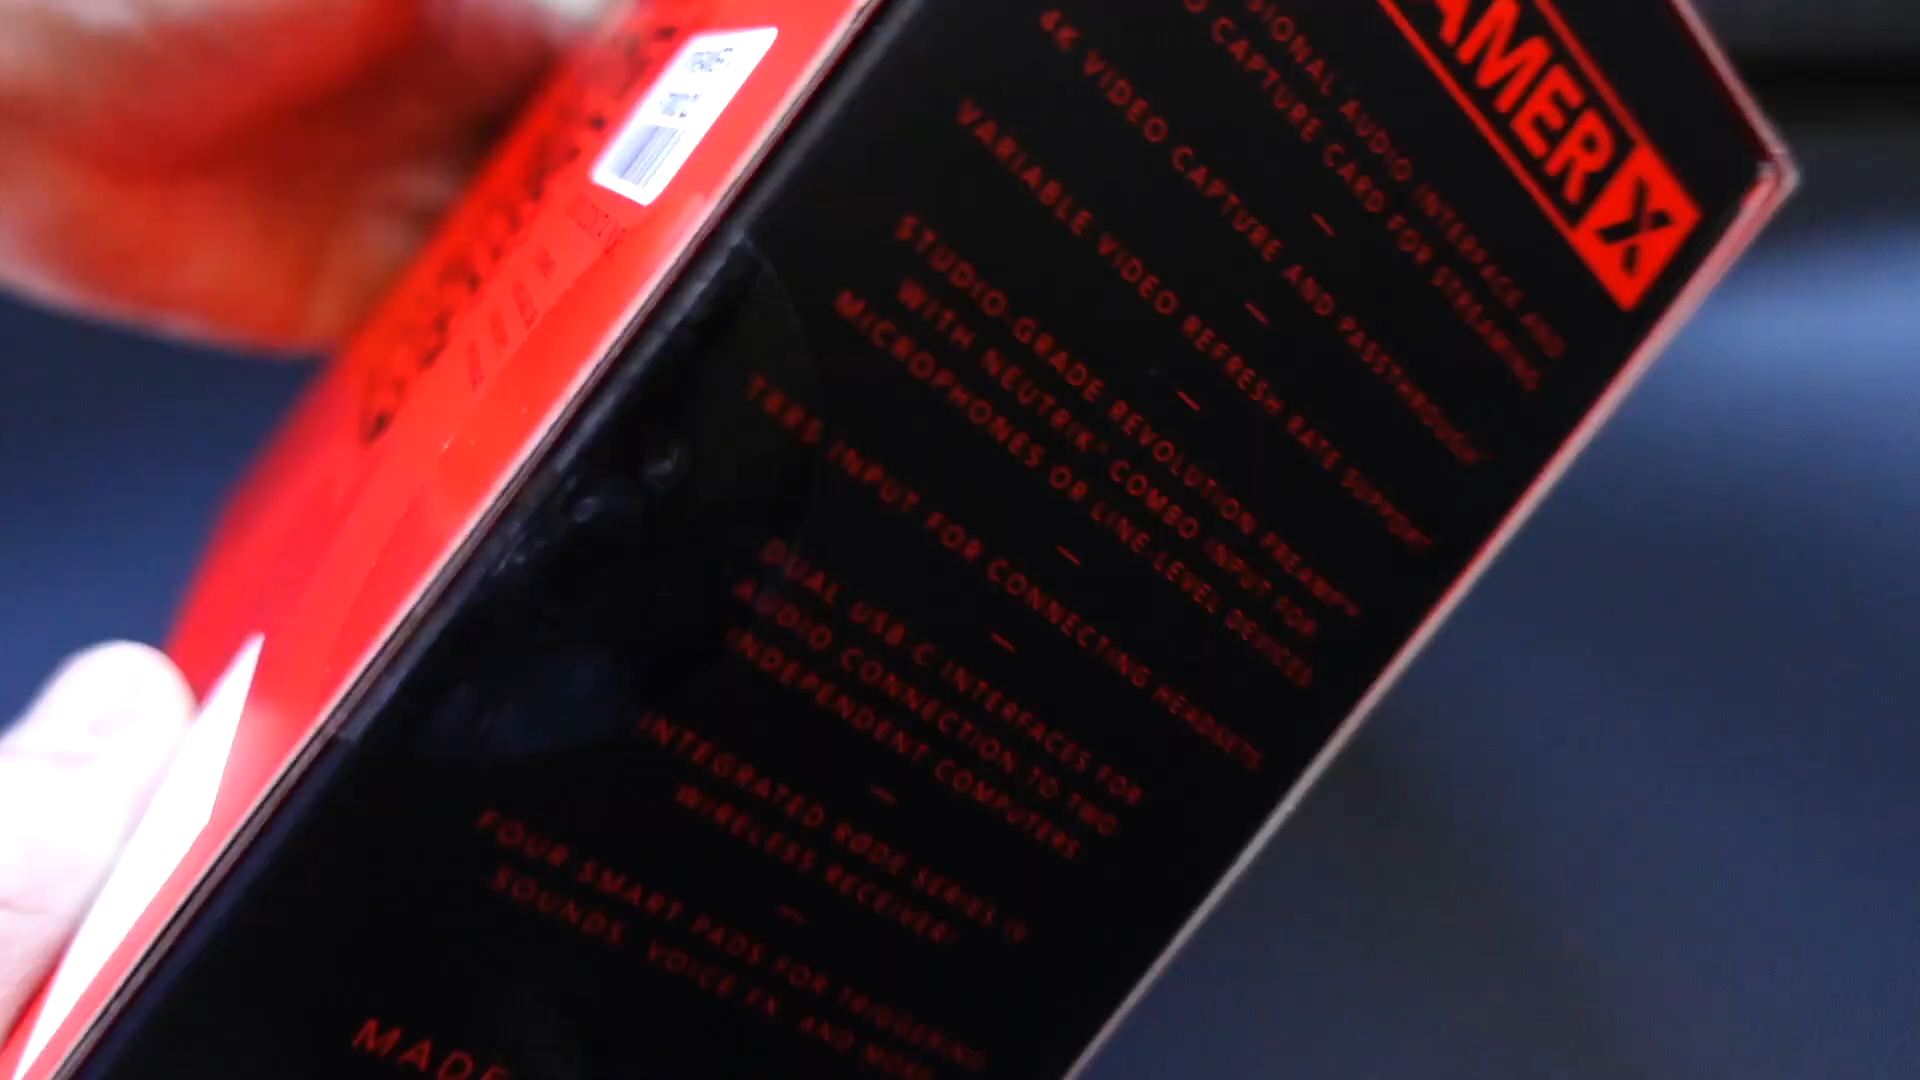 AMER X
SIONAL AUDIO INTERFACE AND
O CAPTURE CARD FOR STREAMING
—
4K VIDEO CAPTURE AND PASSTHROUGH
—
VARIABLE VIDEO REFRESH RATE SUPPORT
—
STUDIO-GRADE REVOLUTION PREAMP™
WITH NEUTRIK™ COMBO INPUT FOR
MICROPHONES OR LINE-LEVEL DEVICES
—
TRRS INPUT FOR CONNECTING HEADSETS
—
DUAL USB-C INTERFACES FOR
AUDIO CONNECTION TO TWO
INDEPENDENT COMPUTERS
—
INTEGRATED RØDE SERIES IV
WIRELESS RECEIVER
—
FOUR SMART PADS FOR TRIGGERING
SOUNDS, VOICE FX, AND MORE
MADE